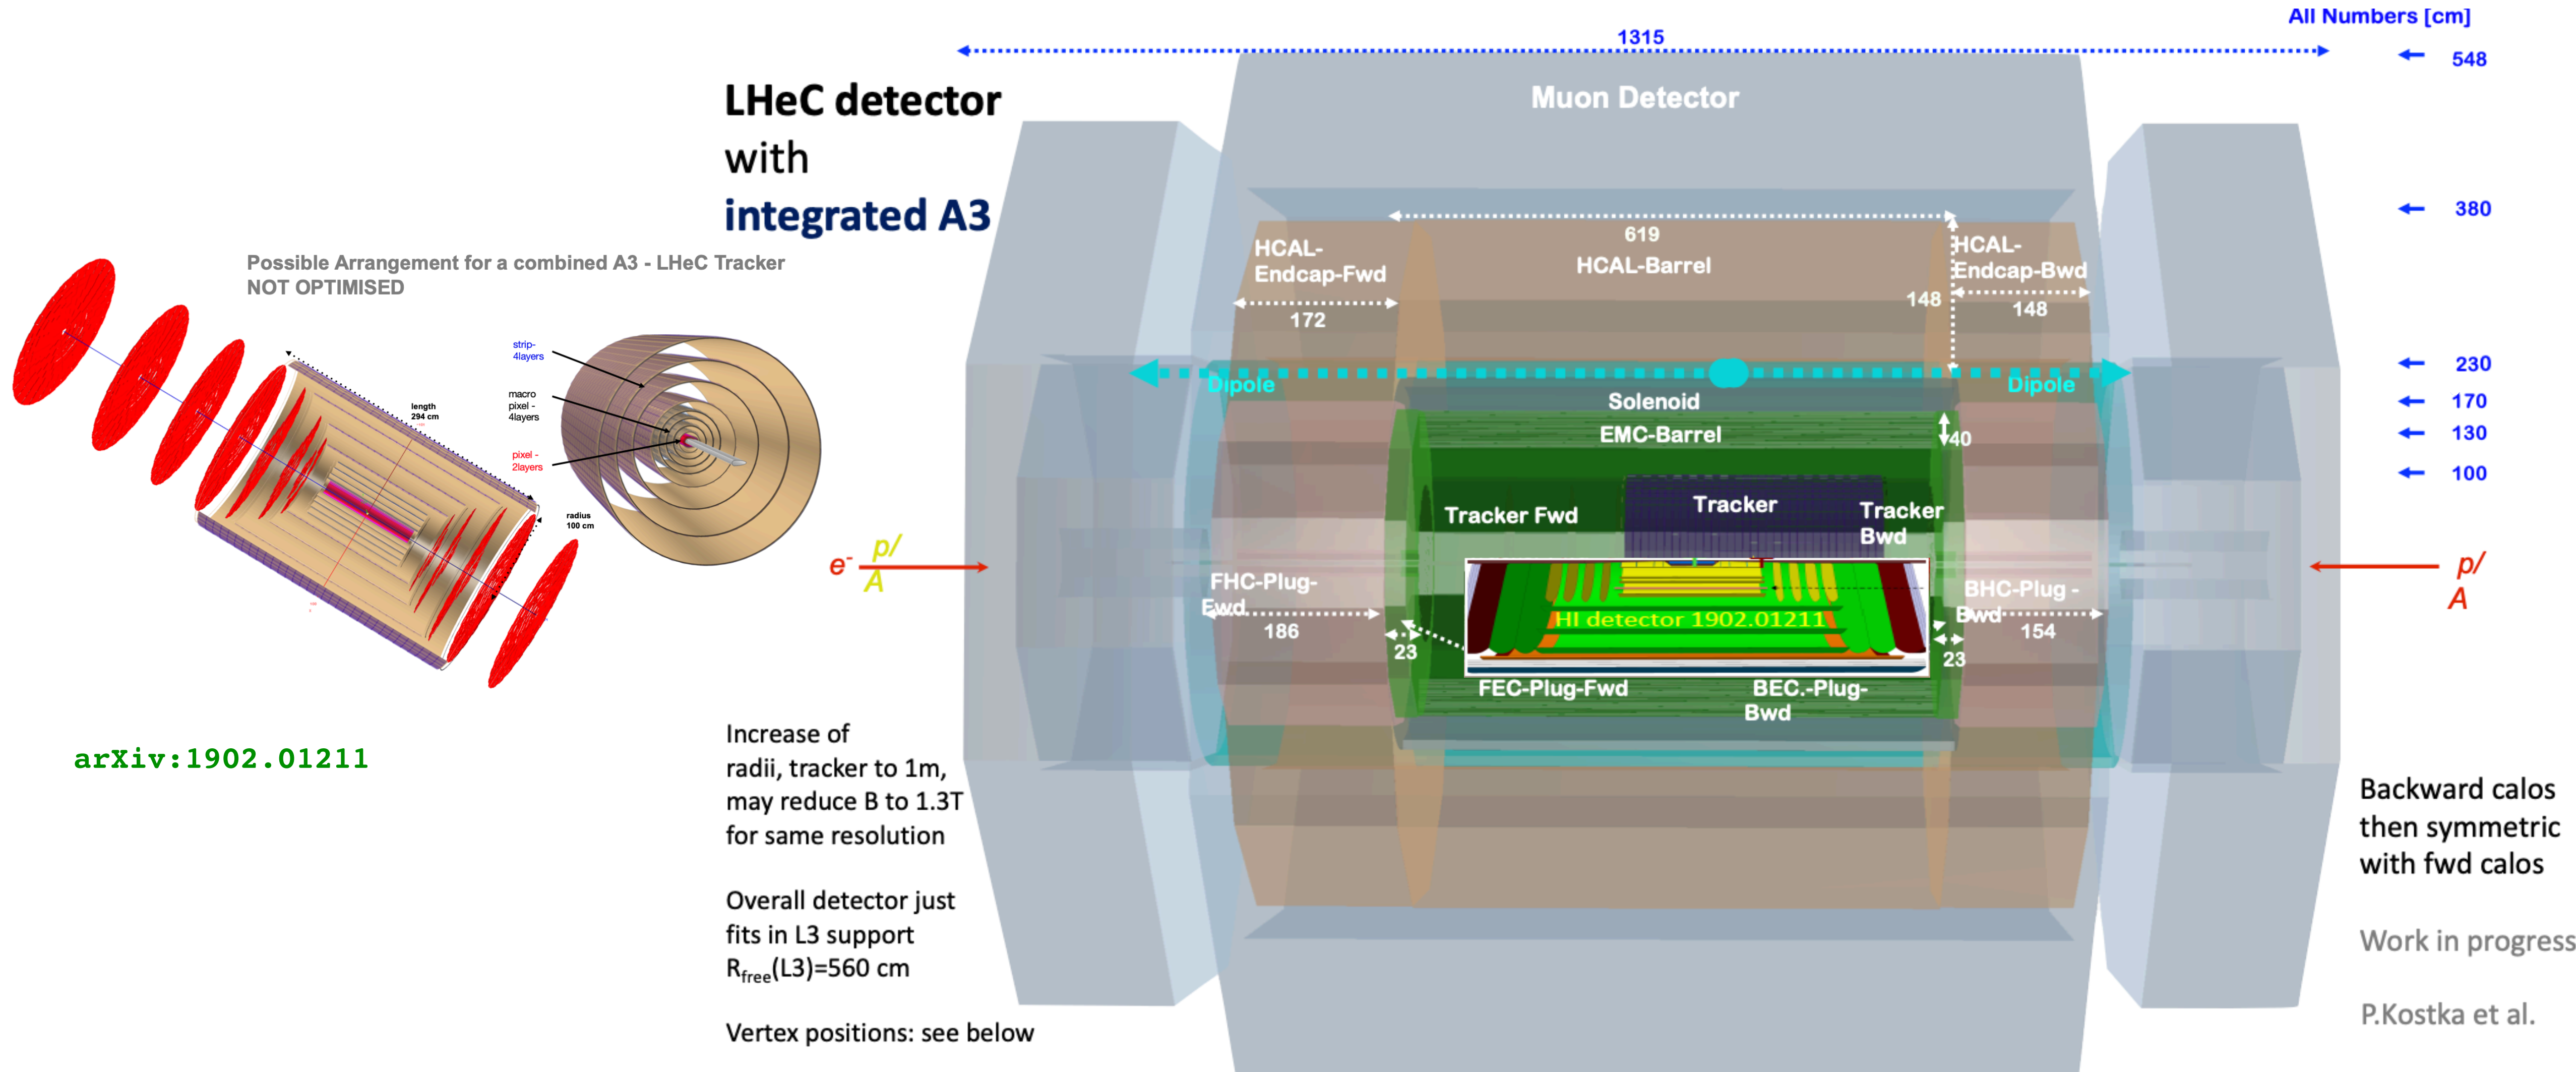 All Numbers [cm]
1315
548
LHeC detector
with
integrated A3
Muon Detector
380
Possible Arrangement for a combined A3 - LHeC Tracker
NOT OPTIMISED
619
HCAL-Barrel
HCAL-
Endcap-Fwd
172
HCAL-
Endcap-Bwd
148
148
strip-
4layers
macro
pixel -
4layers
pixel -
2layers
length
294 cm
radius
100 cm
Dipole
Dipole
230
Solenoid
170
EMC-Barrel
40
130
100
Tracker Fwd
Tracker
Tracker
Bwd
e- p/
A
p/
A
FHC-Plug-
Fwd
186
23
HI detector 1902.01211
BHC-Plug -
Bwd
154
23
FEC-Plug-Fwd
BEC.-Plug-
Bwd
arXiv:1902.01211
Increase of
radii, tracker to 1m,
may reduce B to 1.3T
for same resolution
Overall detector just
fits in L3 support
Rfree(L3)=560 cm
Vertex positions: see below
Backward calos
then symmetric
with fwd calos
Work in progress
P.Kostka et al.